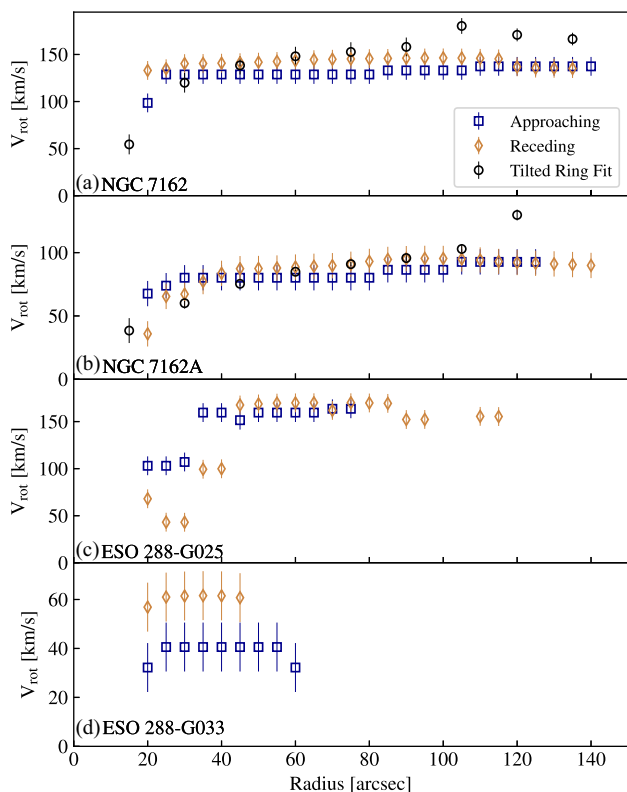 150
100
50
0
V_rot [km/s]
(a) NGC 7162
Approaching
Receding
Tilted Ring Fit
100
50
0
V_rot [km/s]
(b) NGC 7162A
150
100
50
0
V_rot [km/s]
(c) ESO 288-G025
60
40
20
0
V_rot [km/s]
(d) ESO 288-G033
0 20 40 60 80 100 120 140
Radius [arcsec]